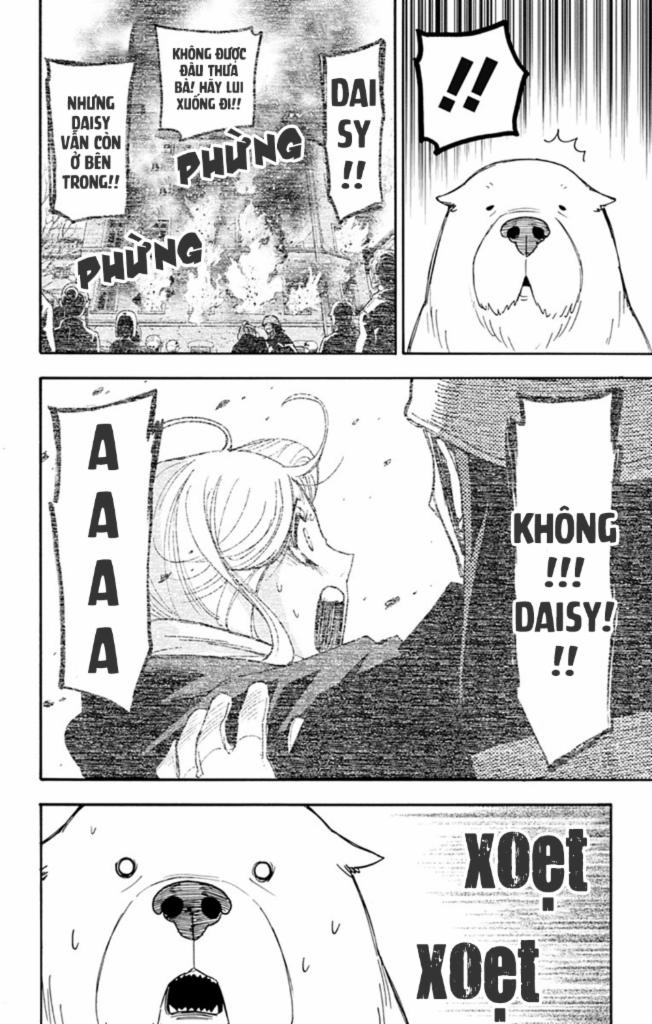 !!
DAI
SY
!!
KHÔNG ĐƯỢC
ĐÂU THƯA
BÀ! HÃY LUI
XUỐNG ĐI!!
NHƯNG
DAISY
VẪN CÒN
Ở BÊN
TRONG!!
PHỪNG
PHỪNG
KHÔNG
!!!
DAISY!
!!
A
A
A
A
XOẸT
XOẸT